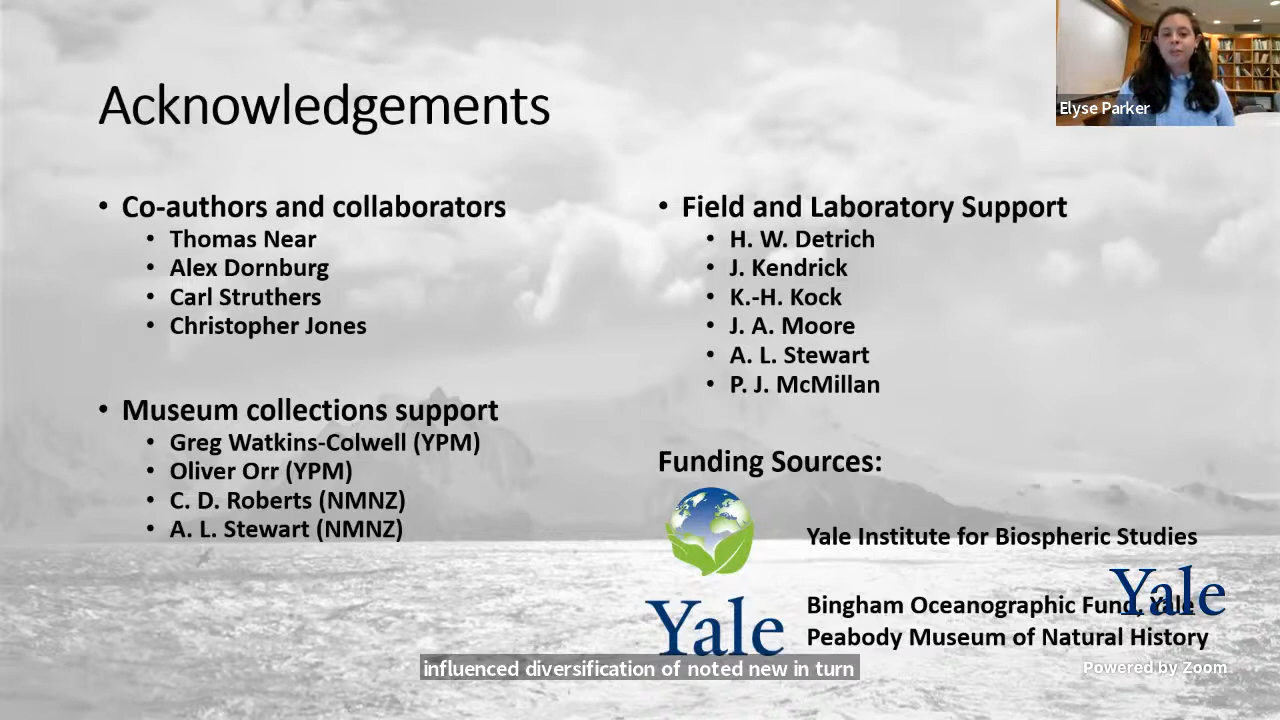 Acknowledgements
Elyse Parker
• Co-authors and collaborators
• Thomas Near
• Alex Dornburg
• Carl Struthers
• Christopher Jones
• Museum collections support
• Greg Watkins-Colwell (YPM)
• Oliver Orr (YPM)
• C. D. Roberts (NMNZ)
• A. L. Stewart (NMNZ)
• Field and Laboratory Support
• H. W. Detrich
• J. Kendrick
• K.-H. Kock
• J. A. Moore
• A. L. Stewart
• P. J. McMillan
Funding Sources:
Yale Institute for Biospheric Studies
Yale
Bingham Oceanographic Fund, Yale
Peabody Museum of Natural History
Yale
influenced diversification of noted new in turn
Powered by Zoom